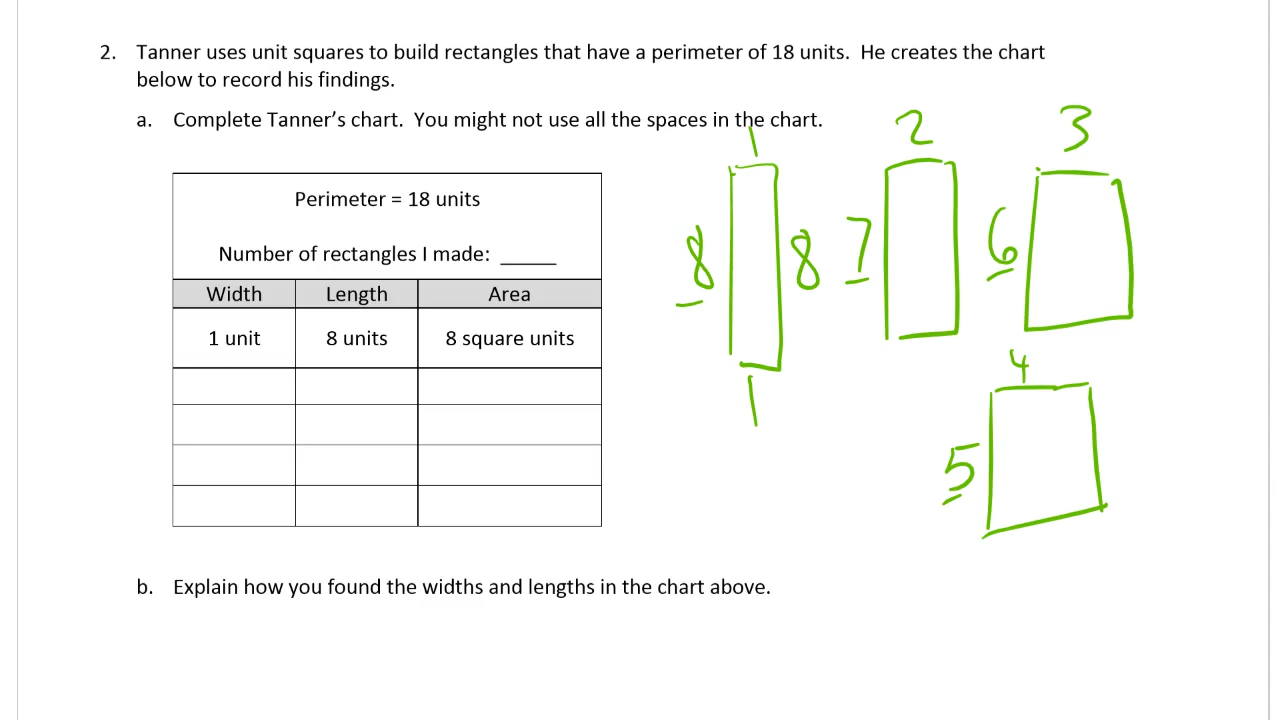 2. Tanner uses unit squares to build rectangles that have a perimeter of 18 units. He creates the chart
below to record his findings.
a. Complete Tanner's chart. You might not use all the spaces in the chart.
1 2 3
Perimeter = 18 units
Number of rectangles I made: _____
8 8 7 6
Width Length Area
1 unit 8 units 8 square units
4
1
5
b. Explain how you found the widths and lengths in the chart above.